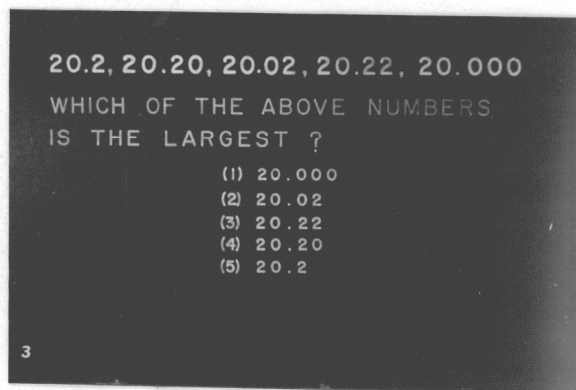 20.2, 20.20, 20.02, 20.22, 20.000
WHICH OF THE ABOVE NUMBERS
IS THE LARGEST ?
(1) 20.000
(2) 20.02
(3) 20.22
(4) 20.20
(5) 20.2
3